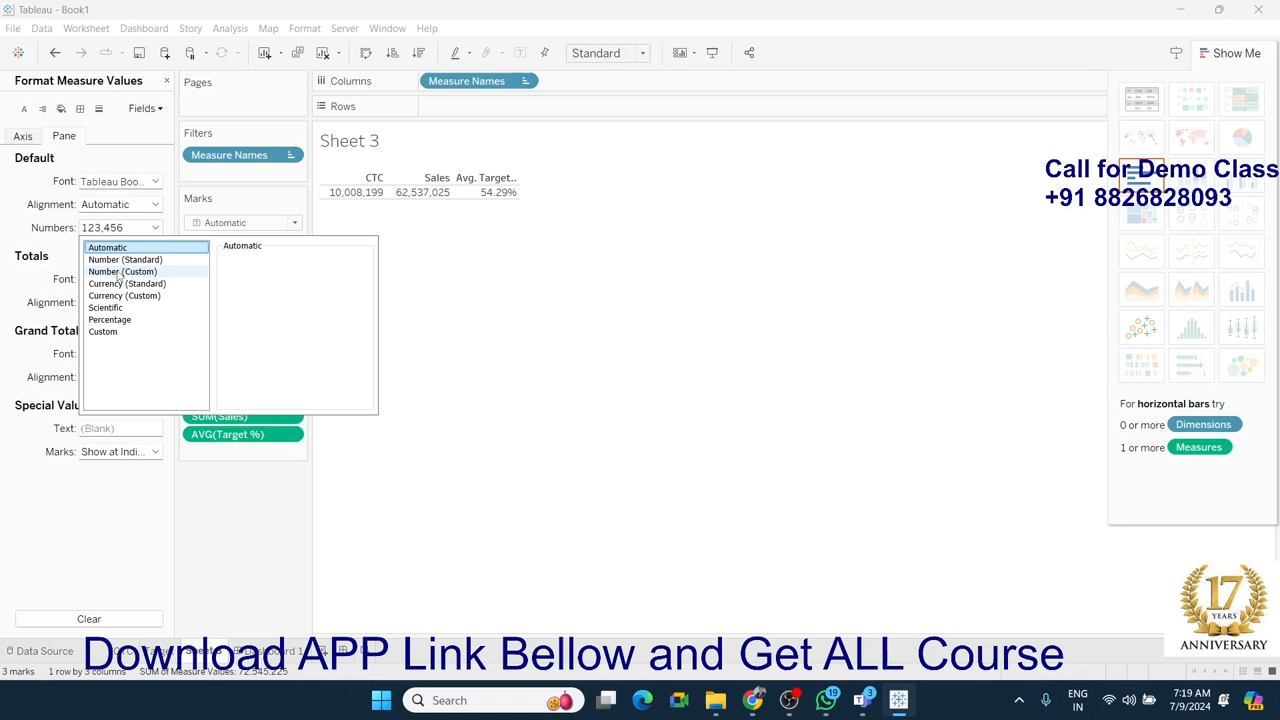 Tableau - Book1
File Data Worksheet Dashboard Story Analysis Map Format Server Window Help
Standard
Show Me
Format Measure Values
Pages
Columns
Measure Names
Fields
Rows
Axis
Pane
Filters
Sheet 3
Default
Measure Names
Font: Tableau Boo..
CTC Sales Avg. Target..
10,008,199 62,537,025 54.29%
Call for Demo Class
+91 8826828093
Alignment: Automatic
Marks
Numbers: 123,456
Automatic
Automatic
Number (Standard)
Number (Custom)
Currency (Standard)
Currency (Custom)
Scientific
Percentage
Custom
Automatic
Totals
Font:
Alignment:
Grand Total
Font:
Alignment:
Special Valu
Text: (Blank)
Marks: Show at Indi...
SUM(Sales)
AVG(Target %)
For horizontal bars try
0 or more Dimensions
1 or more Measures
Clear
17
YEARS
ANNIVERSARY
Data Source
Dashboard 1
Download APP Link Bellow and Get ALL Course
3 marks 1 row by 3 columns SUM of Measure Values: 72,545,225
Search
19
3
ENG
IN
7:19 AM
7/9/2024